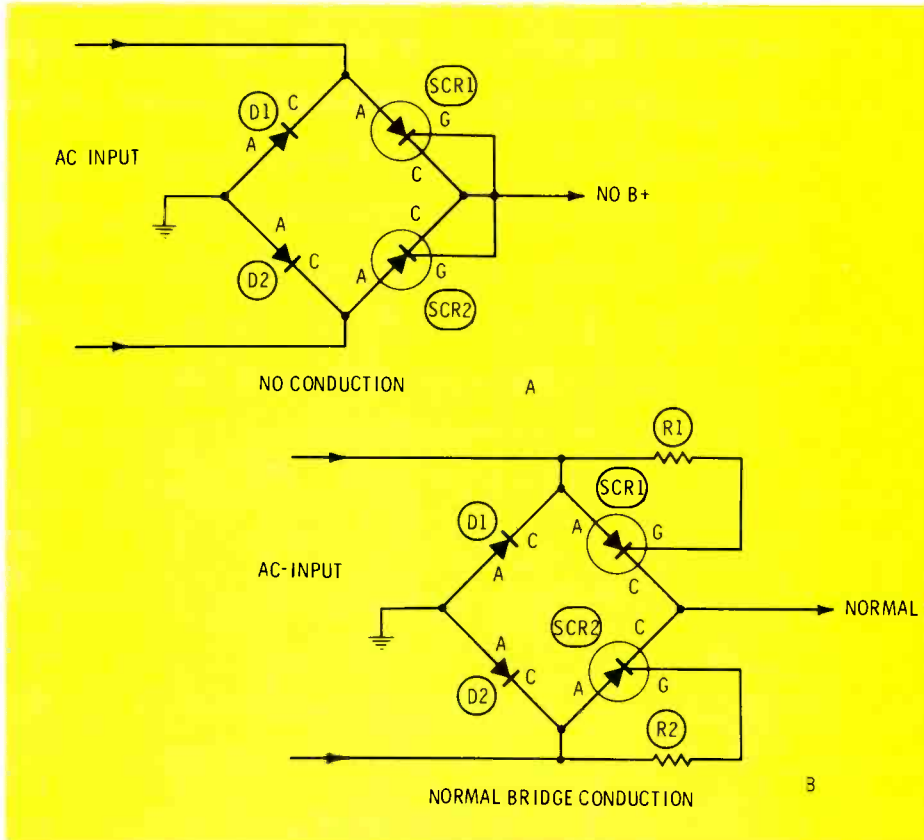 SCR1
D1 C A G
A
AC INPUT
C
NO B+
A C
D2 C A G
SCR2
NO CONDUCTION A
R1
SCR1
D1 A G
C
AC-INPUT A C
NORMAL
SCR2 C
A
D2 C A G
R2
NORMAL BRIDGE CONDUCTION B